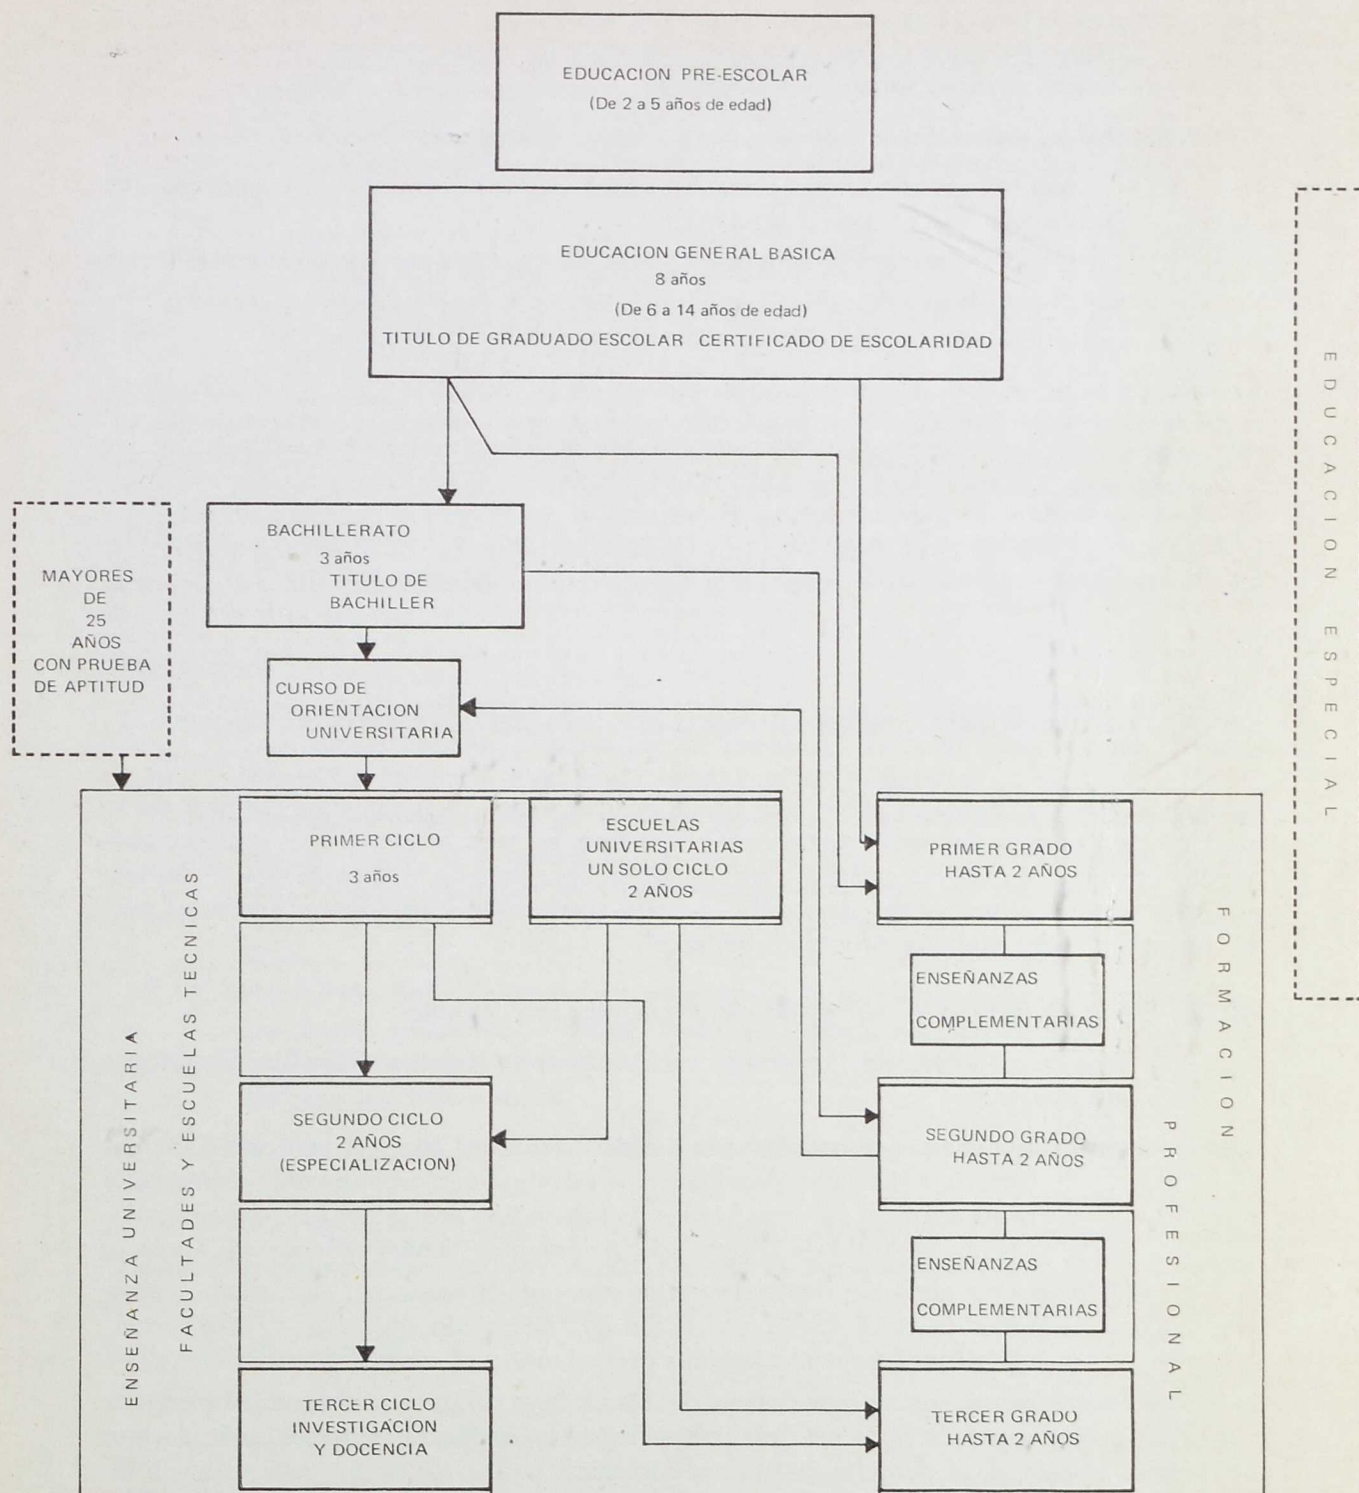 EDUCACION PRE-ESCOLAR
(De 2 a 5 años de edad)
EDUCACION GENERAL BASICA
8 años
(De 6 a 14 años de edad)
TITULO DE GRADUADO ESCOLAR CERTIFICADO DE ESCOLARIDAD
EDUCACION ESPECIAL
BACHILLERATO
3 años
TITULO DE
BACHILLER
MAYORES
DE
25
AÑOS
CON PRUEBA
DE APTITUD
CURSO DE
ORIENTACION
UNIVERSITARIA
ENSEÑANZA UNIVERSITARIA
FACULTADES Y ESCUELAS TECNICAS
PRIMER CICLO
3 años
ESCUELAS
UNIVERSITARIAS
UN SOLO CICLO
2 AÑOS
PRIMER GRADO
HASTA 2 AÑOS
FORMACION
PROFESIONAL
ENSEÑANZAS
COMPLEMENTARIAS
SEGUNDO CICLO
2 AÑOS
(ESPECIALIZACION)
SEGUNDO GRADO
HASTA 2 AÑOS
ENSEÑANZAS
COMPLEMENTARIAS
TERCER CICLO
INVESTIGACION
Y DOCENCIA
TERCER GRADO
HASTA 2 AÑOS